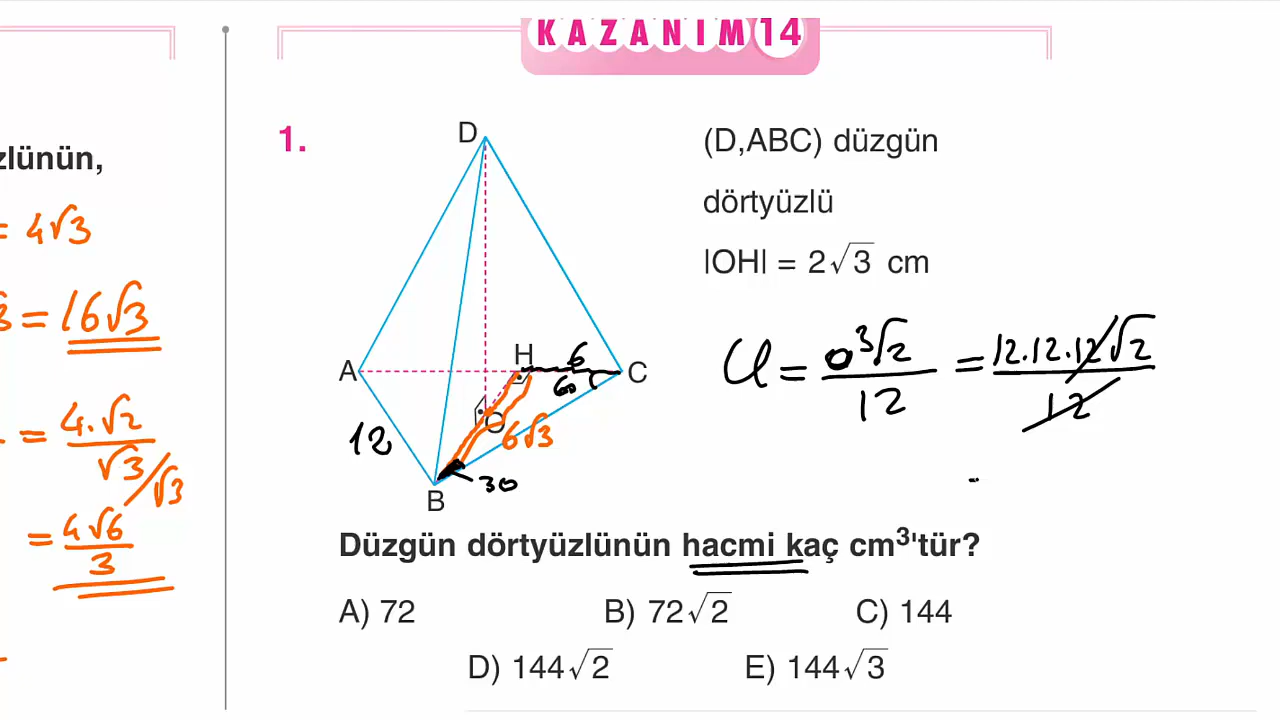 KAZANIM 14
zlünün,
= 4√3
= 16√3
= 4.√2
√3/√3
= 4√6
3
1.
D
A
H
6
C
60
O
6√3
12
B
30
(D,ABC) düzgün
dörtyüzlü
|OH| = 2√3 cm
= a³√2 / 12 = 12.12.12√2 / 12
Düzgün dörtyüzlünün hacmi kaç cm³'tür?
A) 72 B) 72√2 C) 144
D) 144√2 E) 144√3